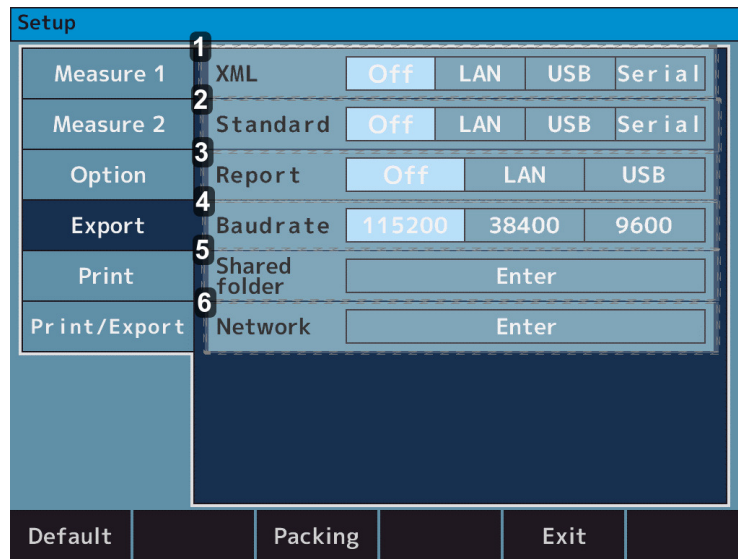 Setup
1
Measure 1 XML Off LAN USB Serial
2
Measure 2 Standard Off LAN USB Serial
3
Option Report Off LAN USB
4
Export Baudrate 115200 38400 9600
5
Print Shared folder Enter
6
Print/Export Network Enter
Default Packing Exit